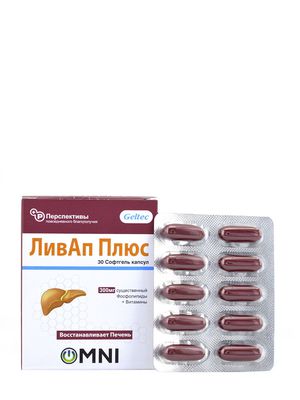 Перспективы
повседневного благополучия
Geltec
ЛивАп Плюс
30 Софтгель капсул
300мг существенный
Фосфолипиды
+ Витамины
Восстанавливает Печень
OMNI